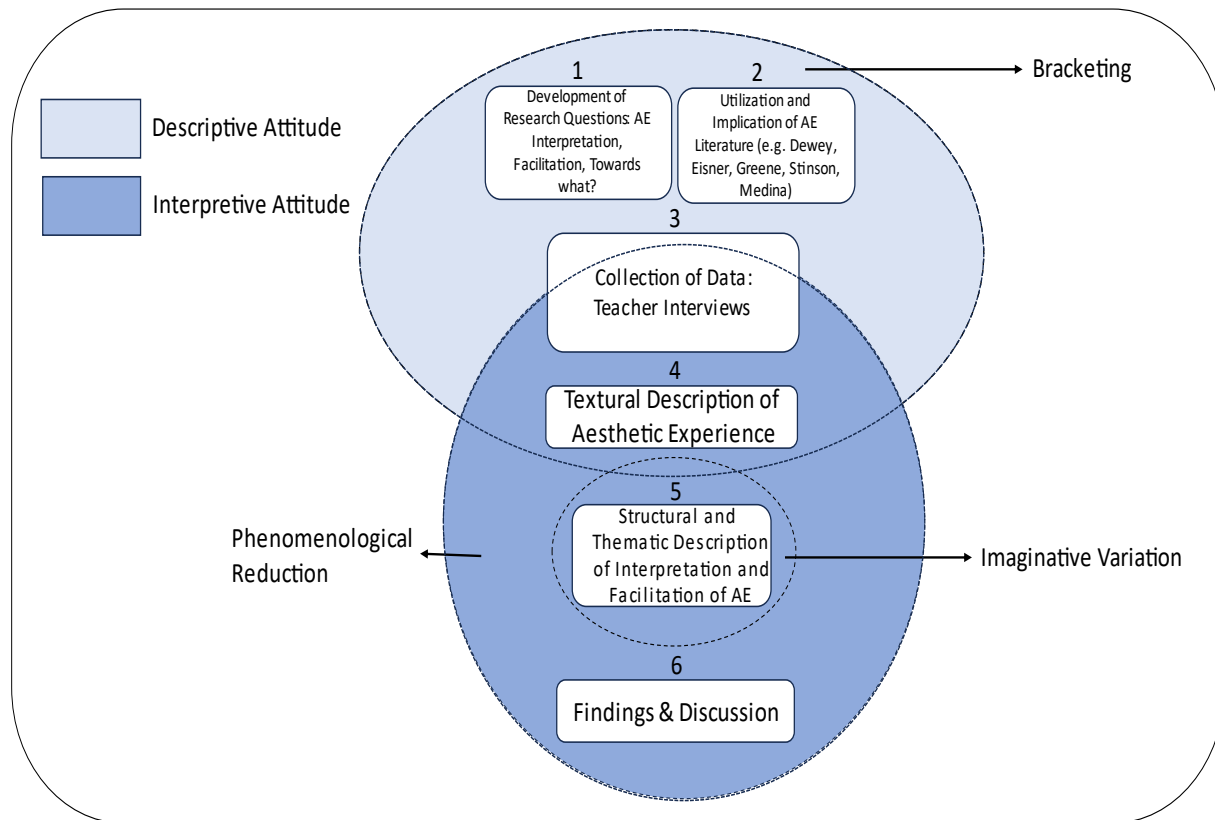 1
Development of
Research Questions: AE
Interpretation,
Facilitation, Towards
what?
2
Utilization and
Implication of AE
Literature (e.g. Dewey,
Eisner, Greene, Stinson,
Medina)
Bracketing
Descriptive Attitude
Interpretive Attitude
3
Collection of Data:
Teacher Interviews
4
Textural Description of
Aesthetic Experience
5
Structural and
Thematic Description
of Interpretation and
Facilitation of AE
Phenomenological
Reduction
Imaginative Variation
6
Findings & Discussion